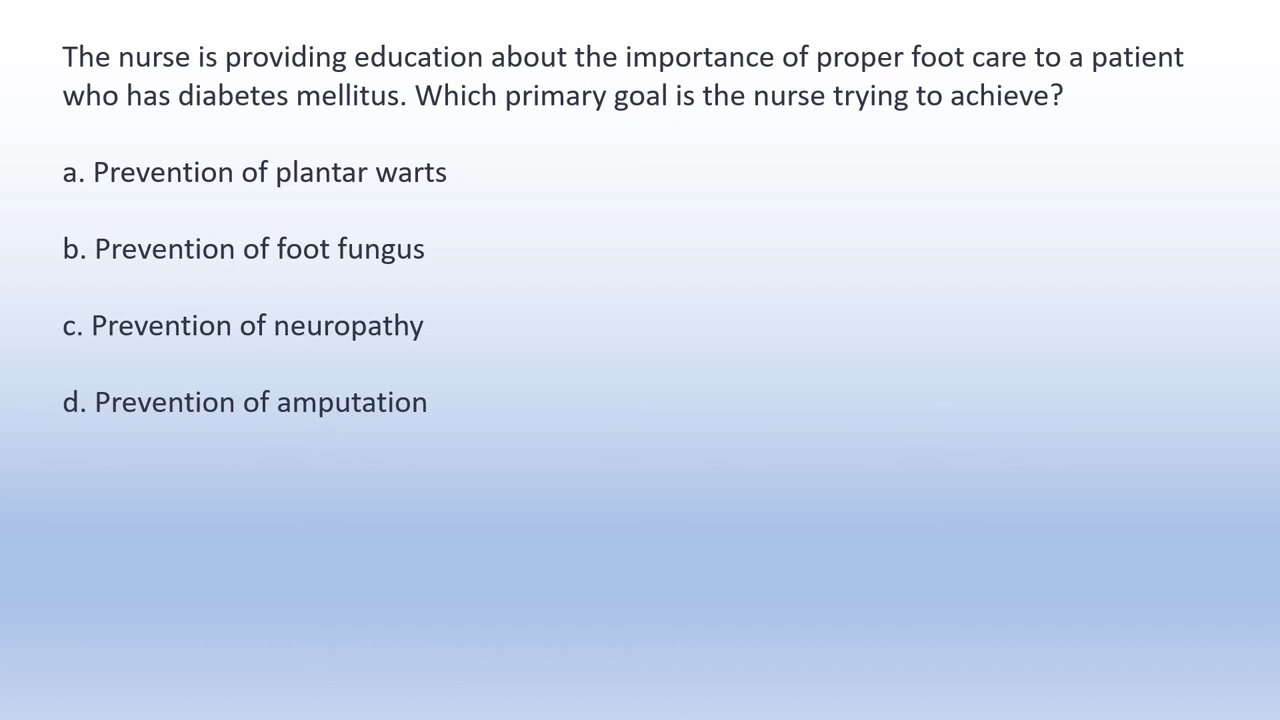 The nurse is providing education about the importance of proper foot care to a patient
who has diabetes mellitus. Which primary goal is the nurse trying to achieve?
a. Prevention of plantar warts
b. Prevention of foot fungus
c. Prevention of neuropathy
d. Prevention of amputation